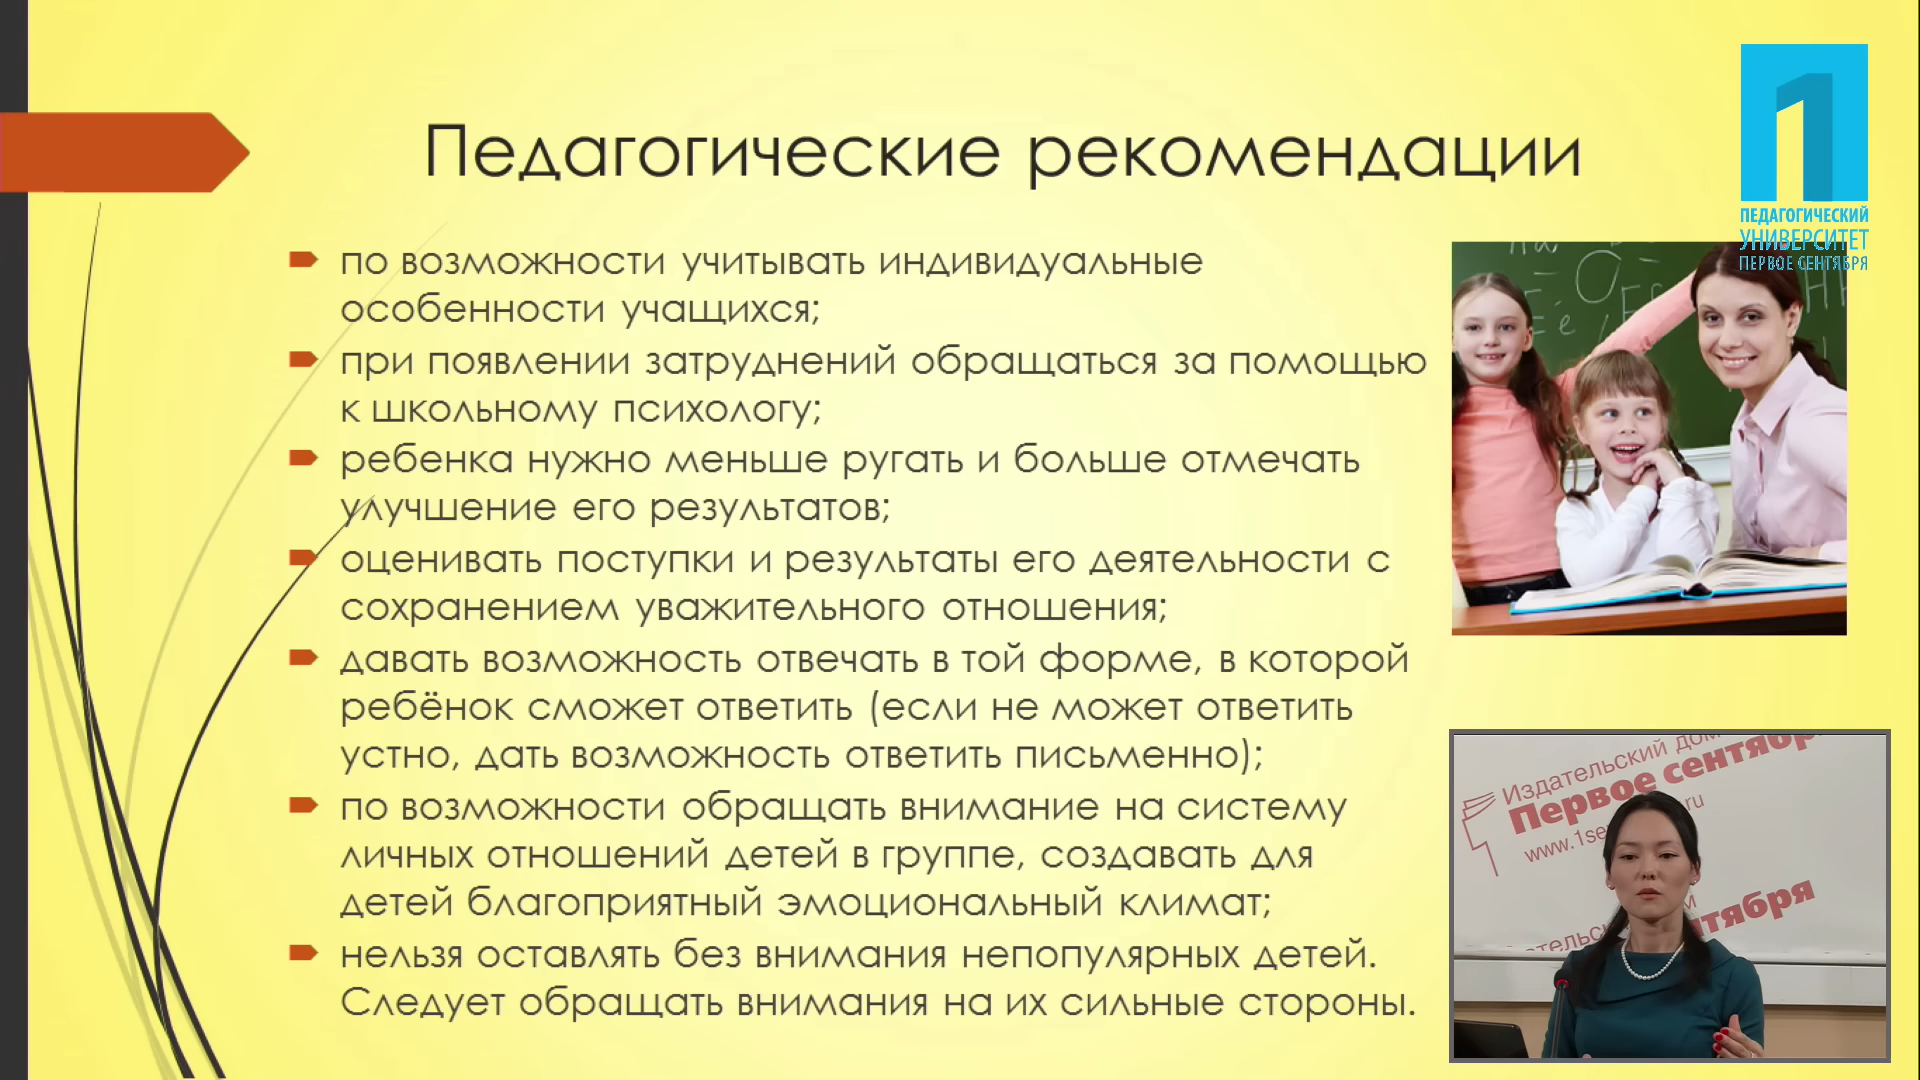 Педагогические рекомендации
по возможности учитывать индивидуальные
особенности учащихся;
при появлении затруднений обращаться за помощью
к школьному психологу;
ребенка нужно меньше ругать и больше отмечать
улучшение его результатов;
оценивать поступки и результаты его деятельности с
сохранением уважительного отношения;
давать возможность отвечать в той форме, в которой
ребёнок сможет ответить (если не может ответить
устно, дать возможность ответить письменно);
по возможности обращать внимание на систему
личных отношений детей в группе, создавать для
детей благоприятный эмоциональный климат;
нельзя оставлять без внимания непопулярных детей.
Следует обращать внимания на их сильные стороны.
1
ПЕДАГОГИЧЕСКИЙ
УНИВЕРСИТЕТ
ПЕРВОЕ СЕНТЯБРЯ
Издательский дом
Первое сентября
www.1se
ru